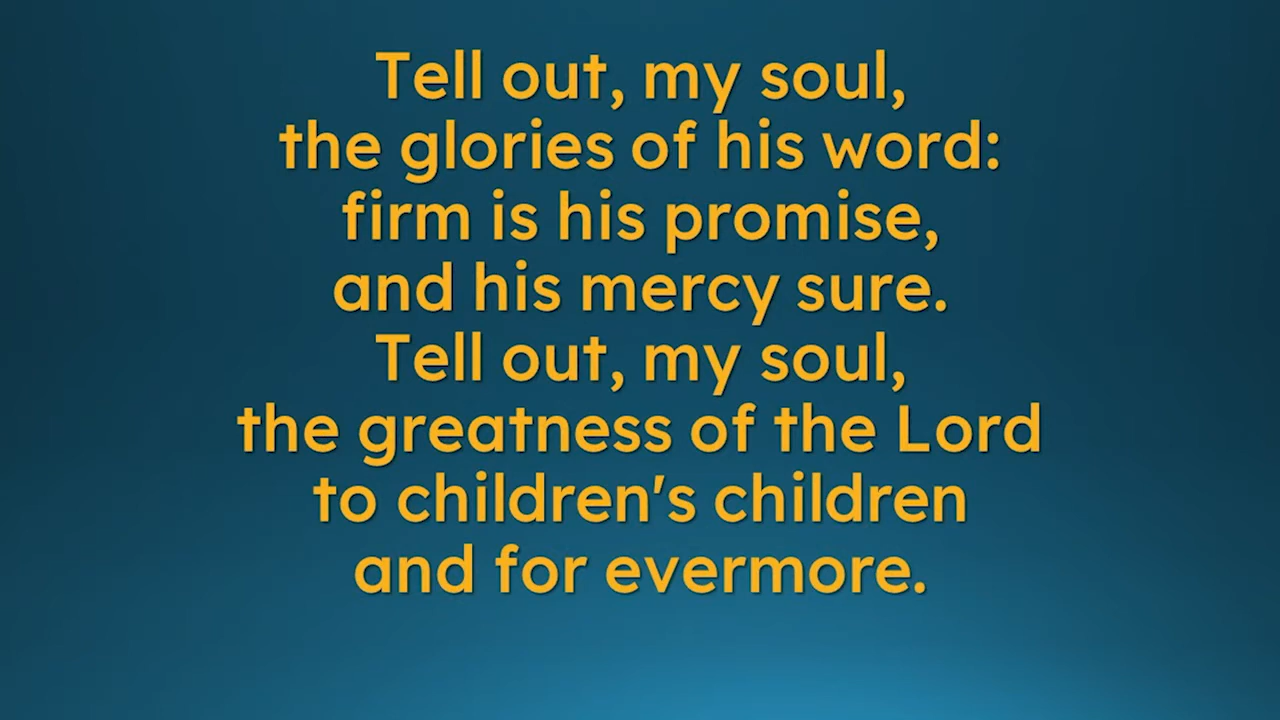 Tell out, my soul,
the glories of his word:
firm is his promise,
and his mercy sure.
Tell out, my soul,
the greatness of the Lord
to children's children
and for evermore.